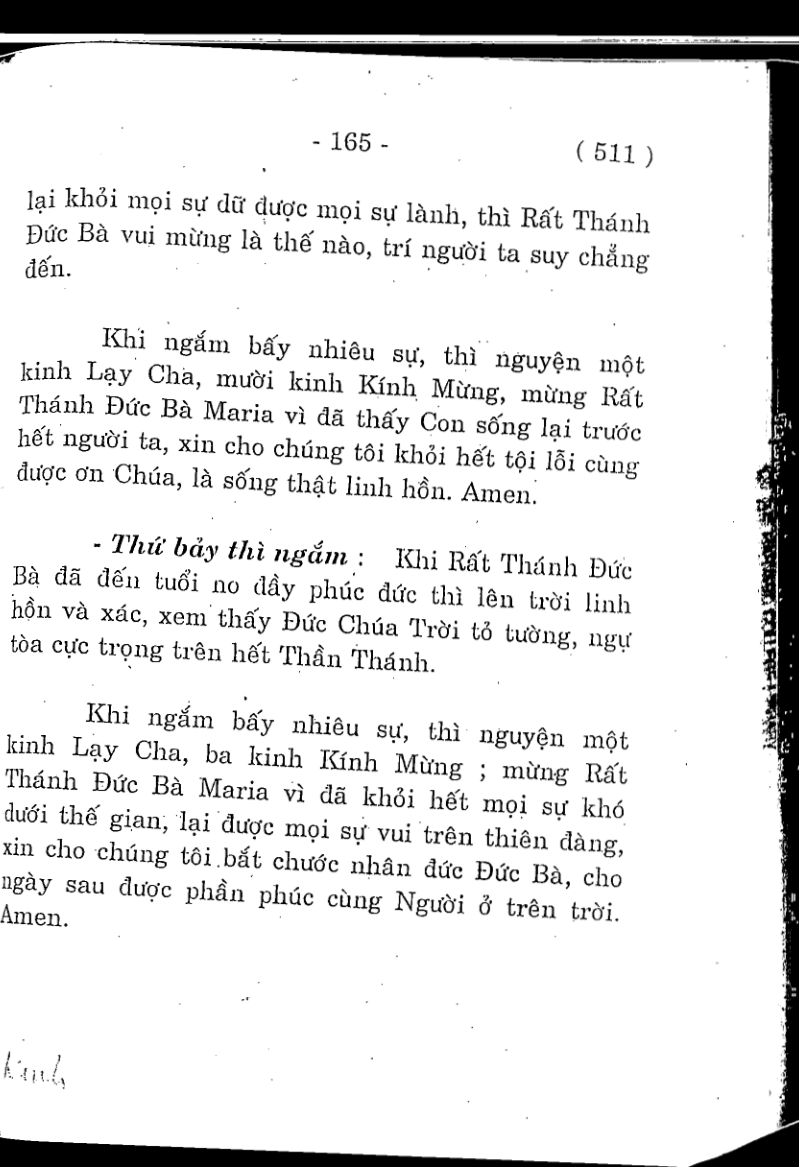 - 165 - ( 511 )
lại khỏi mọi sự dữ được mọi sự lành, thì Rất Thánh
Đức Bà vui mừng là thế nào, trí người ta suy chẳng
đến.
Khi ngắm bấy nhiêu sự, thì nguyện một
kinh Lạy Cha, mười kinh Kính Mừng, mừng Rất
Thánh Đức Bà Maria vì đã thấy Con sống lại trước
hết người ta, xin cho chúng tôi khỏi hết tội lỗi cùng
được ơn Chúa, là sống thật linh hồn. Amen.
- Thứ bảy thì ngắm : Khi Rất Thánh Đức
Bà đã đến tuổi no đầy phúc đức thì lên trời linh
hồn và xác, xem thấy Đức Chúa Trời tỏ tường, ngự
tòa cực trọng trên hết Thần Thánh.
Khi ngắm bấy nhiêu sự, thì nguyện một
kinh Lạy Cha, ba kinh Kính Mừng ; mừng Rất
Thánh Đức Bà Maria vì đã khỏi hết mọi sự khó
dưới thế gian, lại được mọi sự vui trên thiên đàng,
xin cho chúng tôi bắt chước nhân đức Đức Bà, cho
ngày sau được phần phúc cùng Người ở trên trời.
Amen.